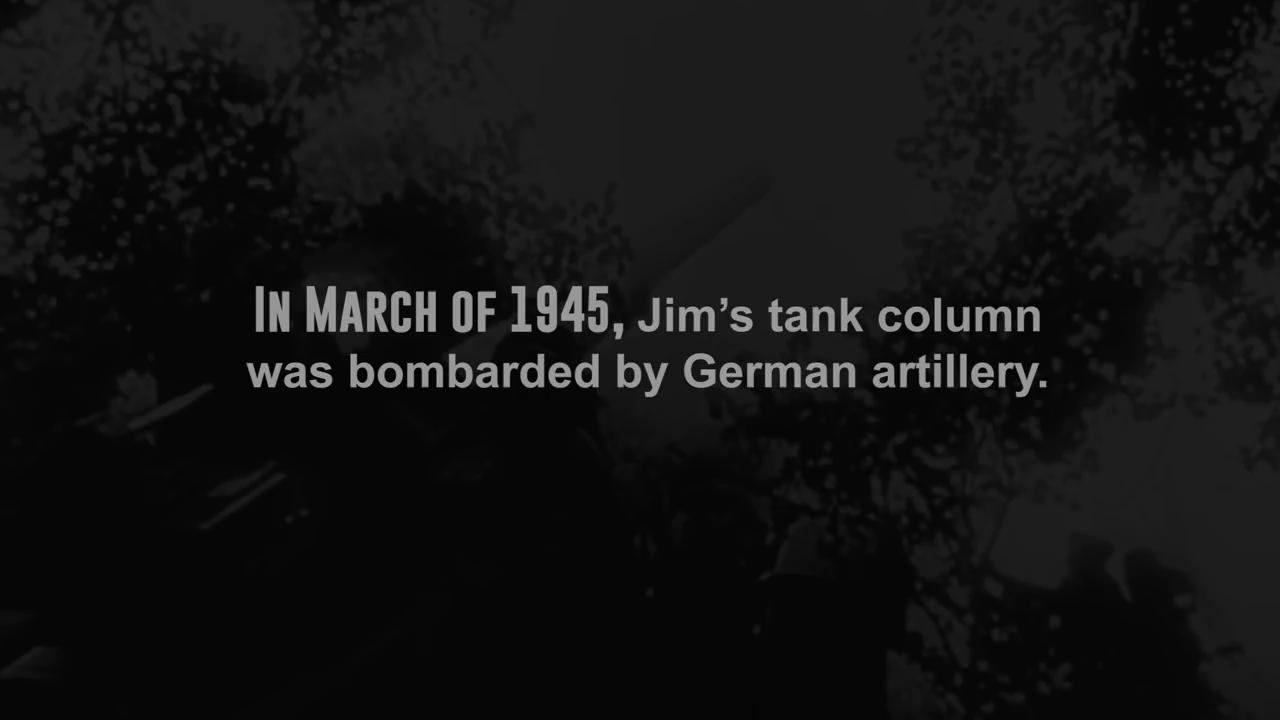 In March of 1945, Jim’s tank column
was bombarded by German artillery.